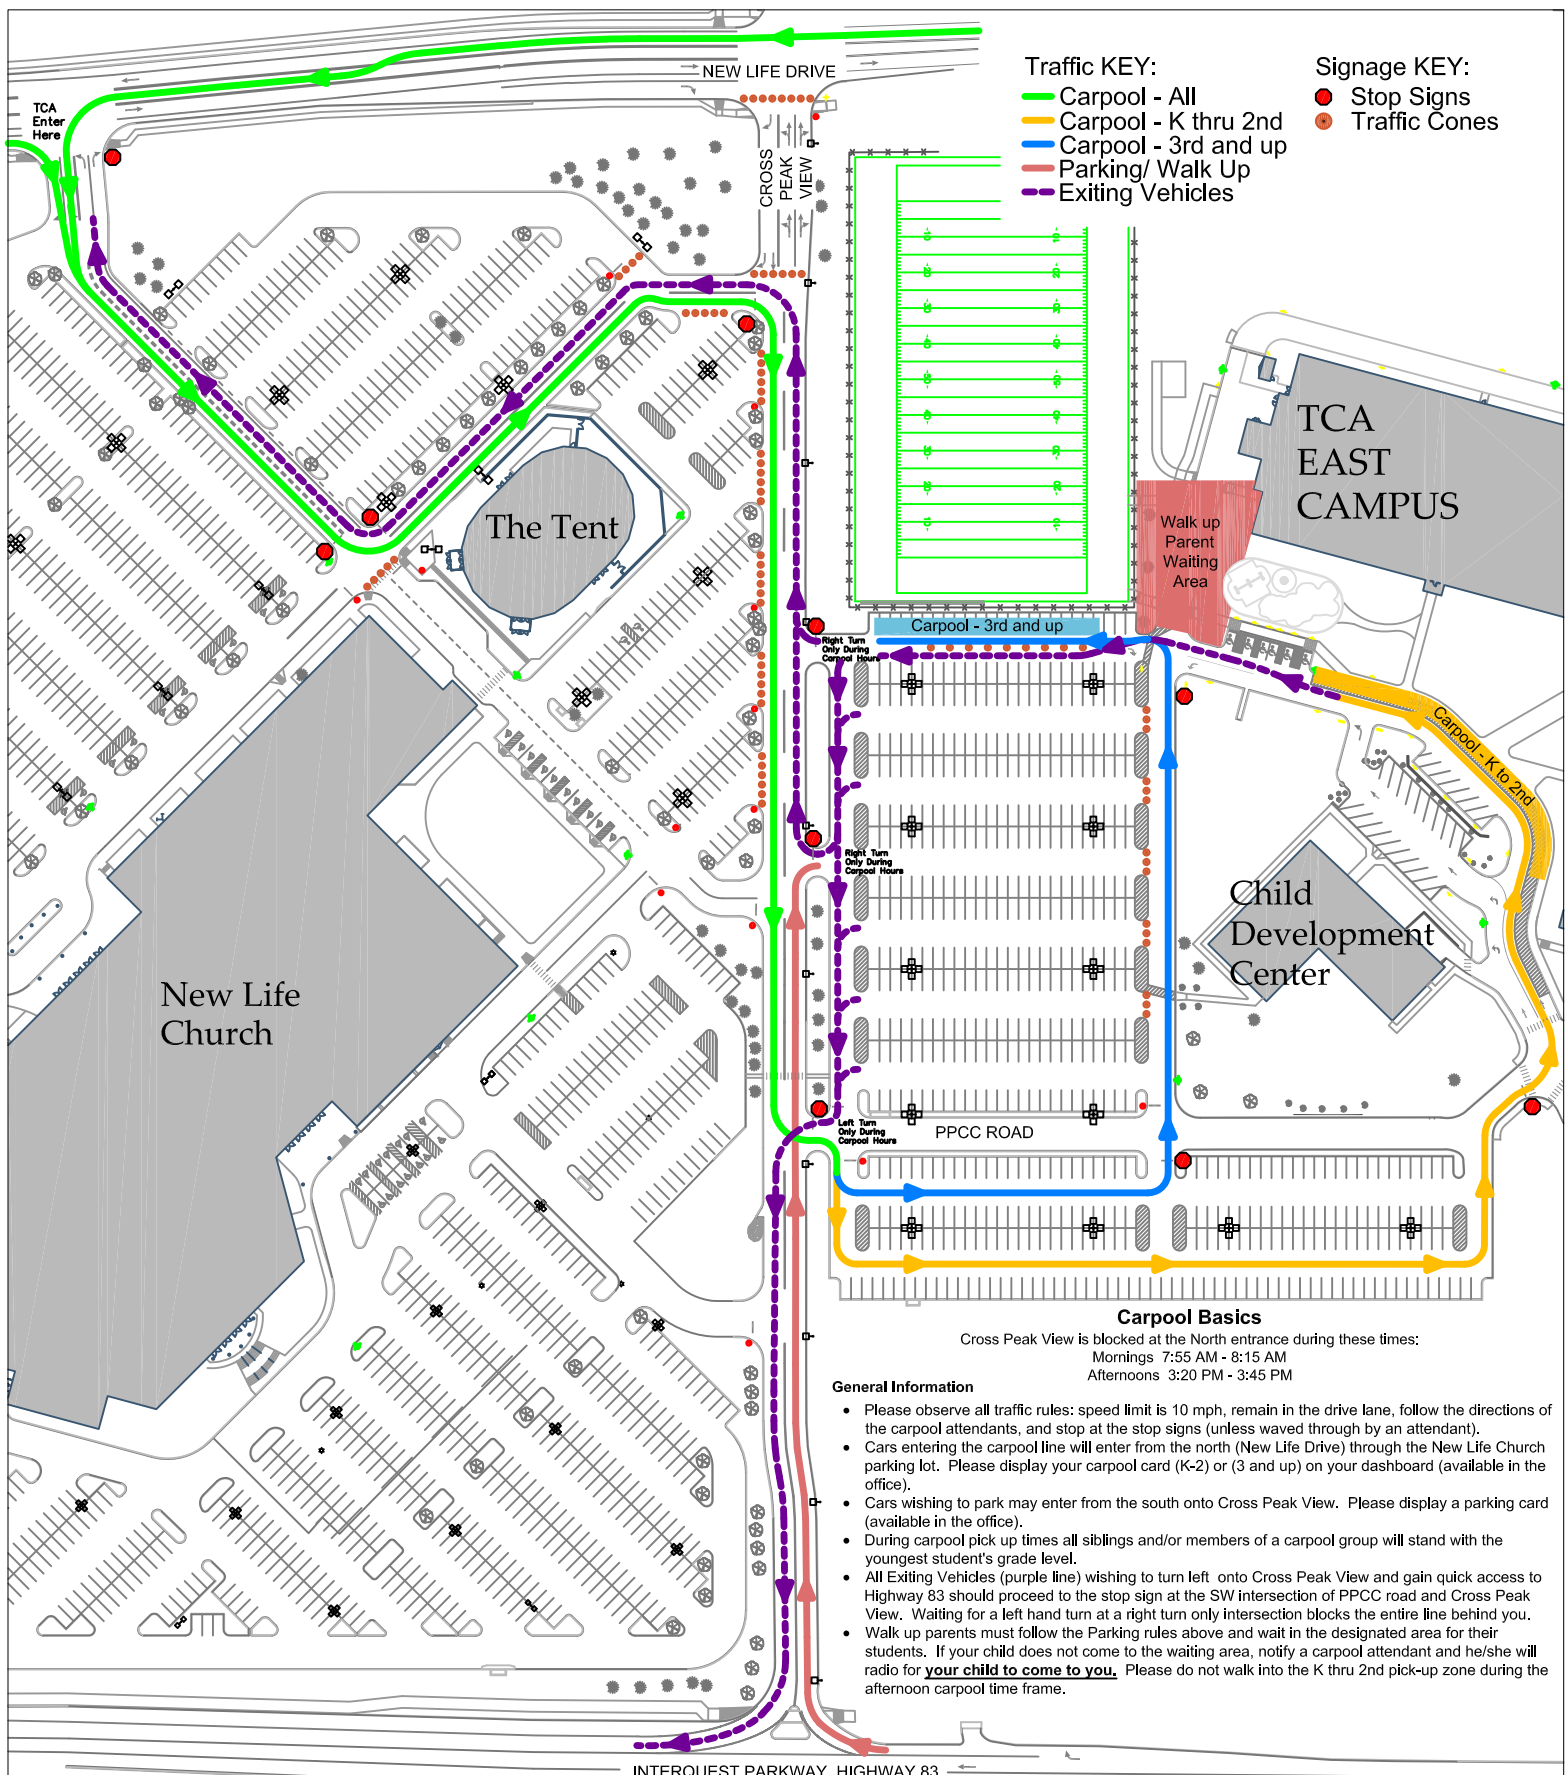 NEW LIFE DRIVE
Traffic KEY:
Carpool - All
Carpool - K thru 2nd
Carpool - 3rd and up
Parking/ Walk Up
Exiting Vehicles
Signage KEY:
Stop Signs
Traffic Cones
TCA
Enter
Here
CROSS
PEAK
VIEW
TCA
EAST
CAMPUS
The Tent
Walk up
Parent
Waiting
Area
Carpool - 3rd and up
Right Turn
Only During
Carpool Hours
Carpool - K to 2nd
Right Turn
Only During
Carpool Hours
Child
Development
Center
New Life
Church
Left Turn
Only During
Carpool Hours
PPCC ROAD
Carpool Basics
Cross Peak View is blocked at the North entrance during these times:
Mornings 7:55 AM - 8:15 AM
Afternoons 3:20 PM - 3:45 PM
General Information
• Please observe all traffic rules: speed limit is 10 mph, remain in the drive lane, follow the directions of
the carpool attendants, and stop at the stop signs (unless waved through by an attendant).
• Cars entering the carpool line will enter from the north (New Life Drive) through the New Life Church
parking lot. Please display your carpool card (K-2) or (3 and up) on your dashboard (available in the
office).
• Cars wishing to park may enter from the south onto Cross Peak View. Please display a parking card
(available in the office).
• During carpool pick up times all siblings and/or members of a carpool group will stand with the
youngest student's grade level.
• All Exiting Vehicles (purple line) wishing to turn left onto Cross Peak View and gain quick access to
Highway 83 should proceed to the stop sign at the SW intersection of PPCC road and Cross Peak
View. Waiting for a left hand turn at a right turn only intersection blocks the entire line behind you.
• Walk up parents must follow the Parking rules above and wait in the designated area for their
students. If your child does not come to the waiting area, notify a carpool attendant and he/she will
radio for your child to come to you. Please do not walk into the K thru 2nd pick-up zone during the
afternoon carpool time frame.
INTERQUEST PARKWAY, HIGHWAY 83